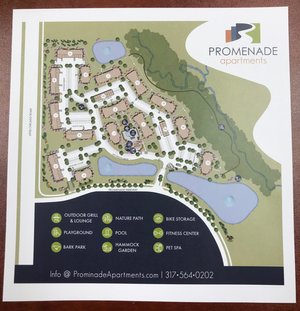 PROMENADE
apartments
OUTDOOR GRILL
& LOUNGE
NATURE PATH
BIKE STORAGE
PLAYGROUND
POOL
FITNESS CENTER
BARK PARK
HAMMOCK
GARDEN
PET SPA
Info @ ProminadeApartments.com | 317•564•0202